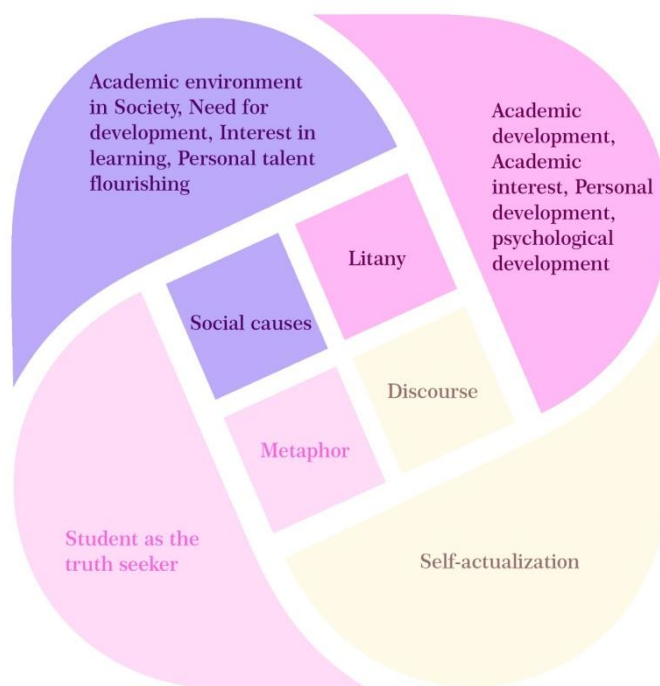 Academic environment
in Society, Need for
development, Interest in
learning, Personal talent
flourishing
Academic
development,
Academic
interest, Personal
development,
psychological
development
Litany
Social causes
Discourse
Metaphor
Student as the
truth seeker
Self-actualization